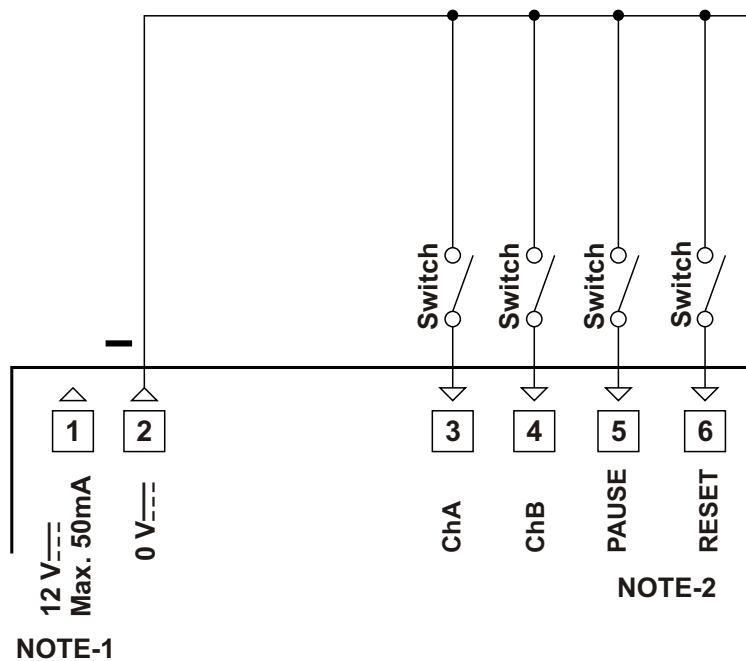 Switch
Switch
Switch
Switch
1
2
3
4
5
6
12 V
Max. 50mA
0 V
ChA
ChB
PAUSE
RESET
NOTE-2
NOTE-1